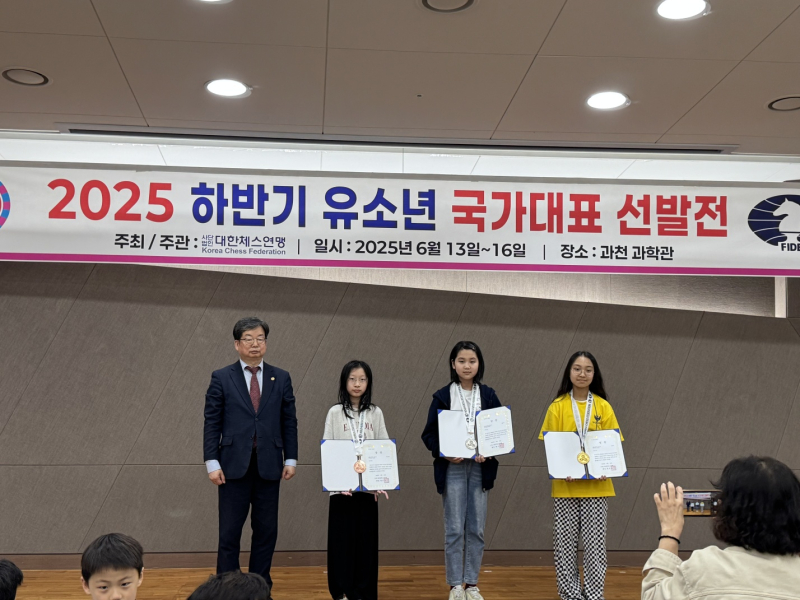 2025 하반기 유소년 국가대표 선발전
주최 / 주관 : 사단법인 대한체스연맹 Korea Chess Federation | 일시 : 2025년 6월 13일~16일 | 장소 : 과천 과학관